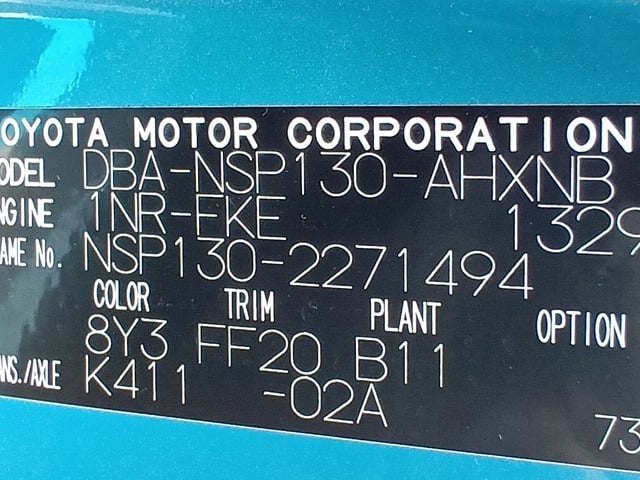 OYOTA MOTOR CORPORATION
ODEL DBA-NSP130-AHXNB
NGINE 1NR-FKE 1329
AME No. NSP130-2271494
COLOR TRIM PLANT OPTION
8Y3 FF20 B11
ANS./AXLE K411 -02A
73